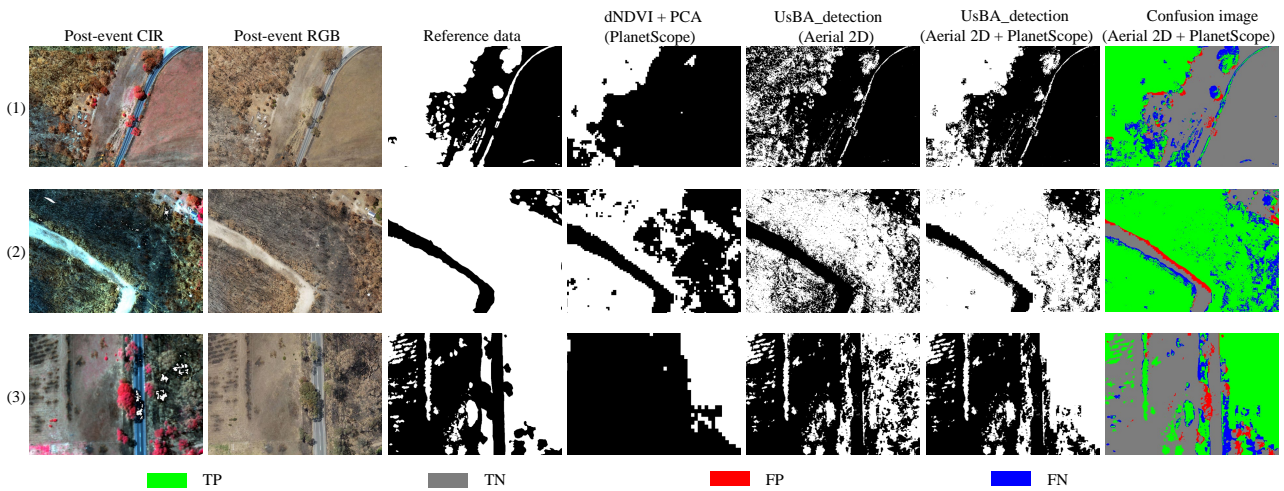 Post-event CIR
Post-event RGB
Reference data
dNDVI + PCA
(PlanetScope)
UsBA_detection
(Aerial 2D)
UsBA_detection
(Aerial 2D + PlanetScope)
Confusion image
(Aerial 2D + PlanetScope)
(1)
(2)
(3)
TP
TN
FP
FN